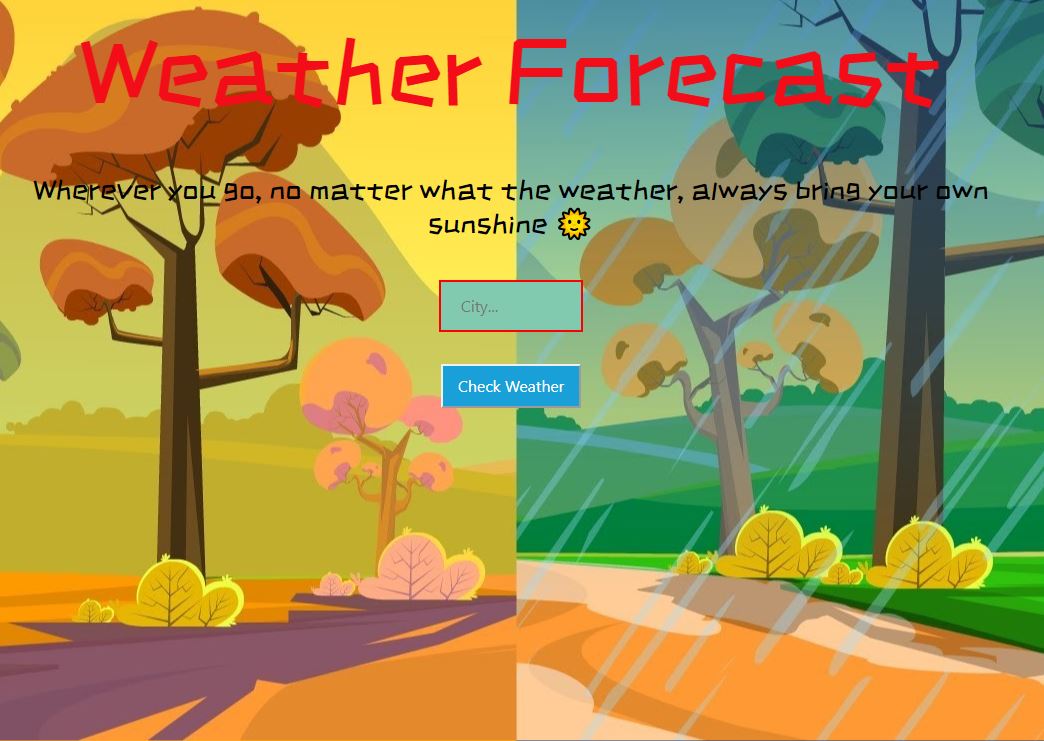 Weather Forecast
Wherever you go, no matter what the weather, always bring your own
sunshine 🌞
City...
Check Weather